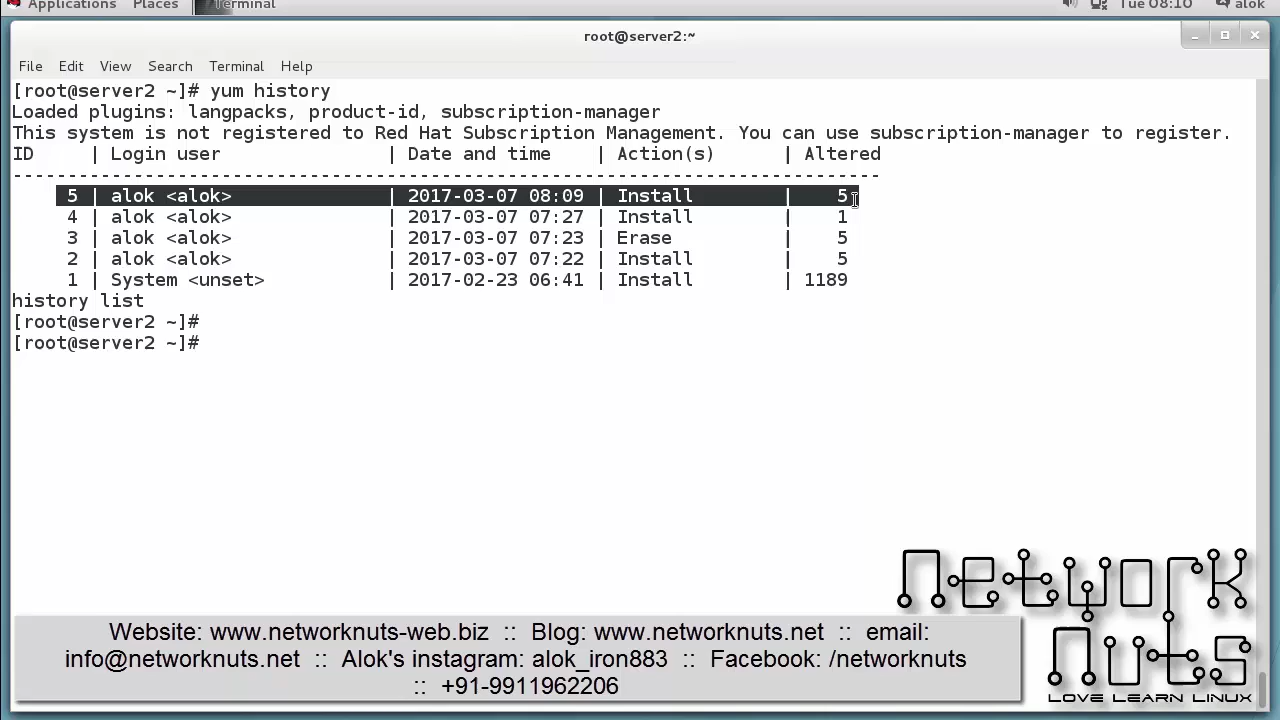 Applications Places Terminal Tue 08:10 alok
root@server2:~
File Edit View Search Terminal Help
[root@server2 ~]# yum history
Loaded plugins: langpacks, product-id, subscription-manager
This system is not registered to Red Hat Subscription Management. You can use subscription-manager to register.
ID     | Login user               | Date and time    | Action(s)      | Altered
-------------------------------------------------------------------------------
     5 | alok <alok>              | 2017-03-07 08:09 | Install        |    5
     4 | alok <alok>              | 2017-03-07 07:27 | Install        |    1
     3 | alok <alok>              | 2017-03-07 07:23 | Erase          |    5
     2 | alok <alok>              | 2017-03-07 07:22 | Install        |    5
     1 | System <unset>           | 2017-02-23 06:41 | Install        | 1189
history list
[root@server2 ~]#
[root@server2 ~]#
Network
Nuts
LOVE LEARN LINUX
Website: www.networknuts-web.biz :: Blog: www.networknuts.net :: email:
info@networknuts.net :: Alok's instagram: alok_iron883 :: Facebook: /networknuts
:: +91-9911962206